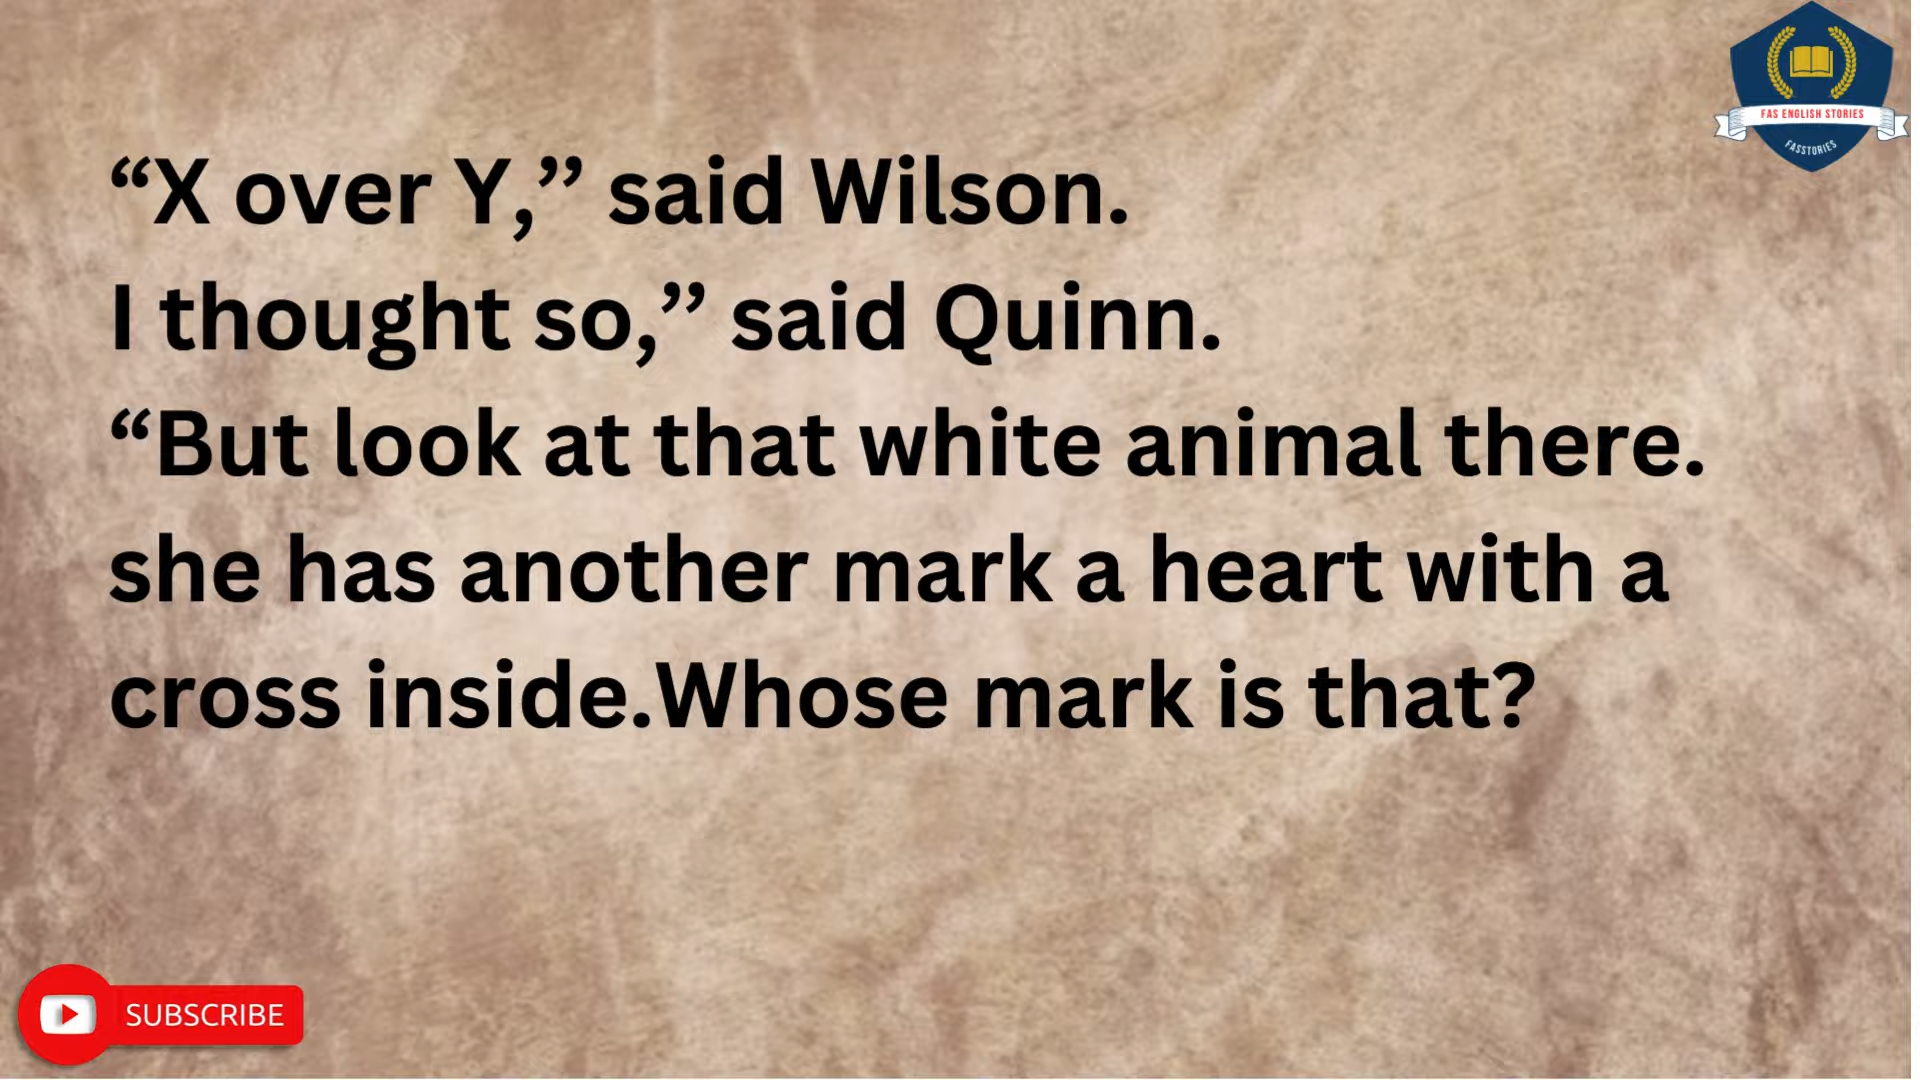 FAS ENGLISH STORIES
FASSTORIES
“X over Y,” said Wilson.
I thought so,” said Quinn.
“But look at that white animal there.
she has another mark a heart with a
cross inside.Whose mark is that?
SUBSCRIBE